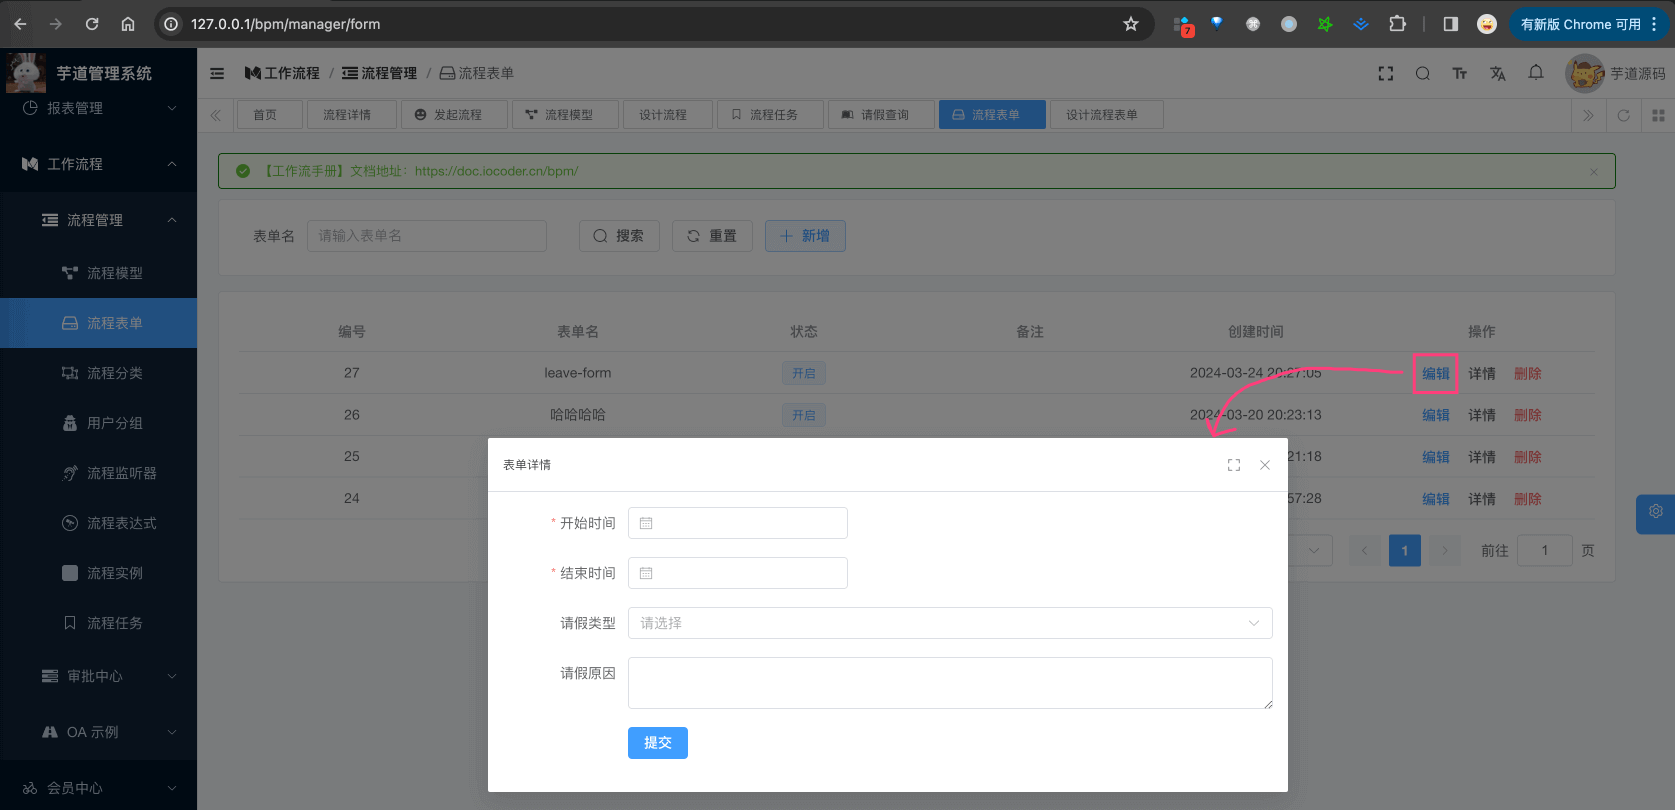 127.0.0.1/bpm/manager/form
7
有新版 Chrome 可用
芋道管理系统
工作流程 / 流程管理 / 流程表单
芋道源码
首页
流程详情
发起流程
流程模型
设计流程
流程任务
请假查询
流程表单
设计流程表单
报表管理
工作流程
流程管理
流程模型
流程表单
流程分类
用户分组
流程监听器
流程表达式
流程实例
流程任务
审批中心
OA 示例
会员中心
【工作流手册】文档地址：https://doc.iocoder.cn/bpm/
表单名 请输入表单名 搜索 重置 新增
编号 表单名 状态 备注 创建时间 操作
27 leave-form 开启 2024-03-24 20:27:05 编辑 详情 删除
26 哈哈哈哈 开启 2024-03-20 20:23:13 编辑 详情 删除
25 21:18 编辑 详情 删除
24 57:28 编辑 详情 删除
1 前往 1 页
表单详情
* 开始时间
* 结束时间
请假类型 请选择
请假原因
提交